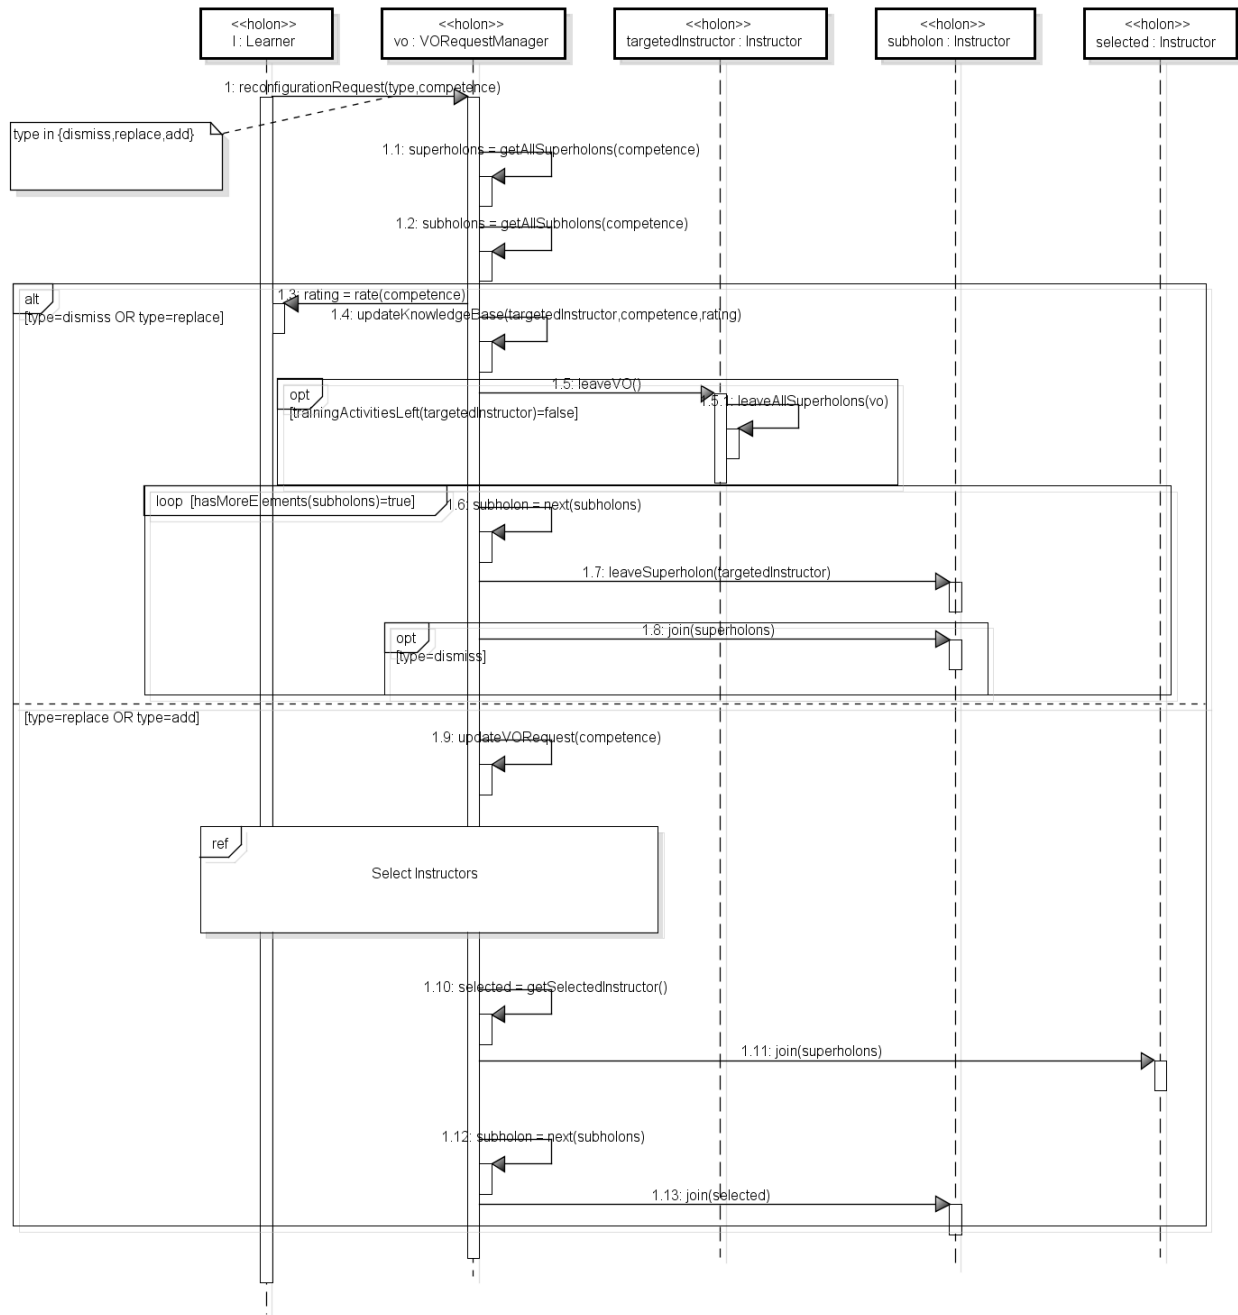 <<holon>>
l : Learner
<<holon>>
vo : VORequestManager
<<holon>>
targetedInstructor : Instructor
<<holon>>
subholon : Instructor
<<holon>>
selected : Instructor
1: reconfigurationRequest(type,competence)
type in {dismiss,replace,add}
1.1: superholons = getAllSuperholons(competence)
1.2: subholons = getAllSubholons(competence)
alt
[type=dismiss OR type=replace]
1.3: rating = rate(competence)
1.4: updateKnowledgeBase(targetedInstructor,competence,rating)
opt
[trainingActivitiesLeft(targetedInstructor)=false]
1.5: leaveVO()
1.5.1: leaveAllSuperholons(vo)
loop [hasMoreElements(subholons)=true]
1.6: subholon = next(subholons)
1.7: leaveSuperholon(targetedInstructor)
opt
[type=dismiss]
1.8: join(superholons)
[type=replace OR type=add]
1.9: updateVORequest(competence)
ref
Select Instructors
1.10: selected = getSelectedInstructor()
1.11: join(superholons)
1.12: subholon = next(subholons)
1.13: join(selected)